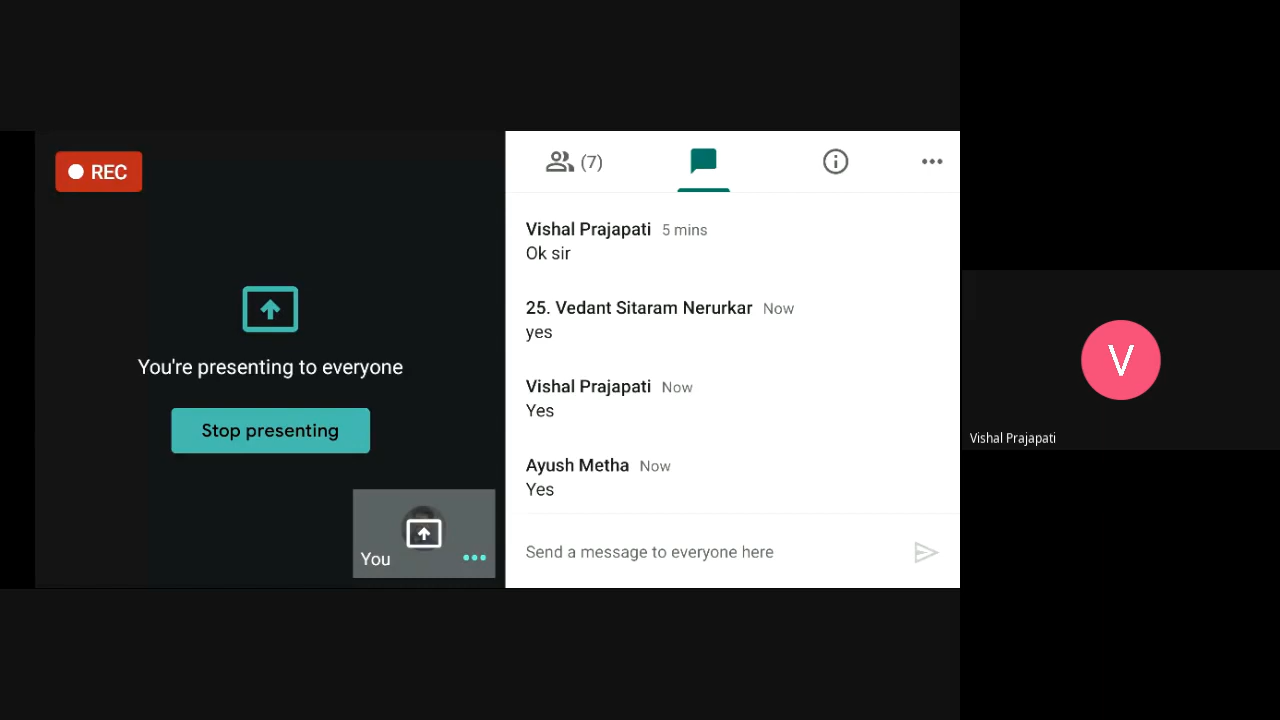 REC
You're presenting to everyone
Stop presenting
You
(7)
Vishal Prajapati 5 mins
Ok sir
25. Vedant Sitaram Nerurkar Now
yes
Vishal Prajapati Now
Yes
Ayush Metha Now
Yes
Send a message to everyone here
V
Vishal Prajapati